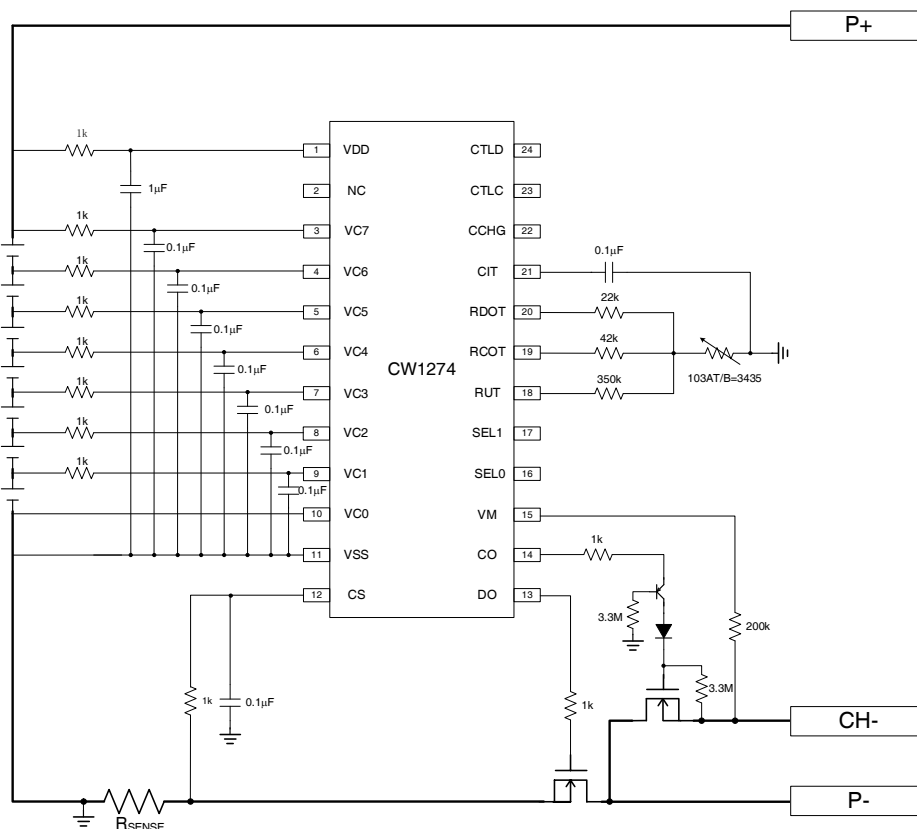 P+
1k
1 VDD CTLD 24
1μF
2 NC CTLC 23
1k
3 VC7 CCHG 22
0.1μF
0.1μF
1k
4 VC6 CIT 21
0.1μF
22k
1k
5 VC5 RDOT 20
0.1μF
42k
1k
6 VC4 RCOT 19
CW1274
0.1μF
103AT/B=3435
350k
1k
7 VC3 RUT 18
0.1μF
1k
8 VC2 SEL1 17
0.1μF
1k
9 VC1 SEL0 16
0.1μF
10 VC0 VM 15
1k
11 VSS CO 14
12 CS DO 13
3.3M
200k
3.3M
1k
0.1μF
1k
CH-
P-
RSENSE